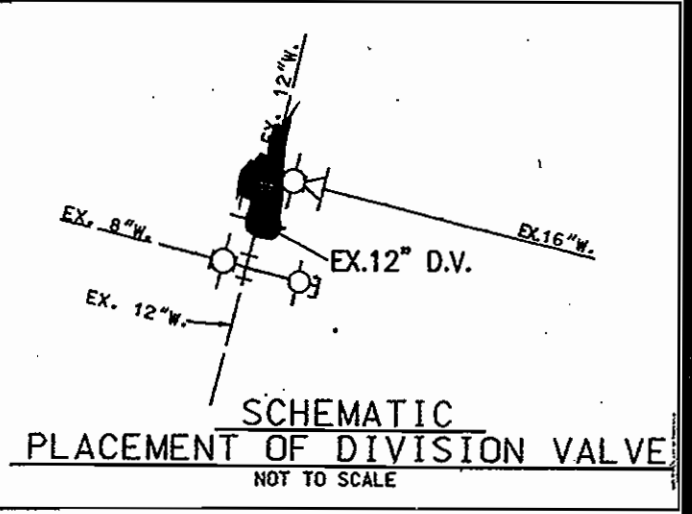 EX. 12"W.
EX. 8"W.
EX.16"W.
EX.12" D.V.
EX. 12"W.
SCHEMATIC
PLACEMENT OF DIVISION VALVE
NOT TO SCALE